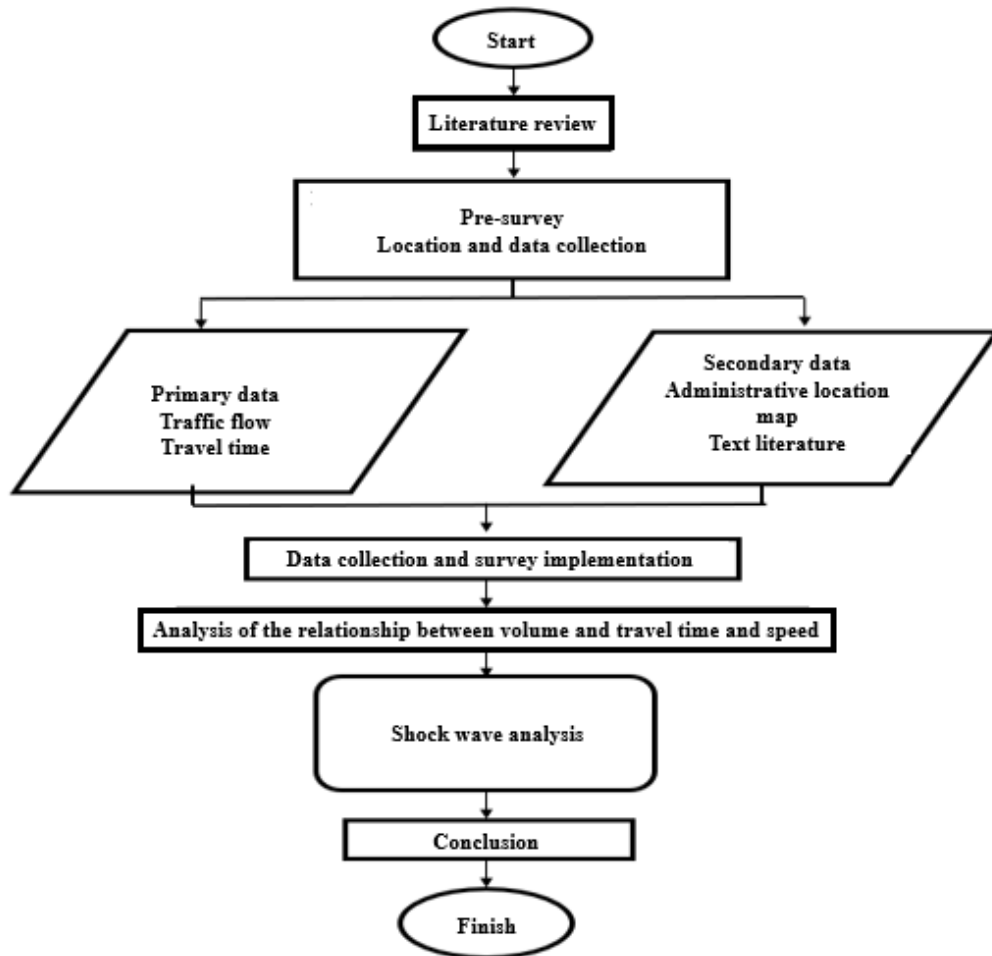 Start
Literature review
Pre-survey
Location and data collection
Primary data
Traffic flow
Travel time
Secondary data
Administrative location
map
Text literature
Data collection and survey implementation
Analysis of the relationship between volume and travel time and speed
Shock wave analysis
Conclusion
Finish